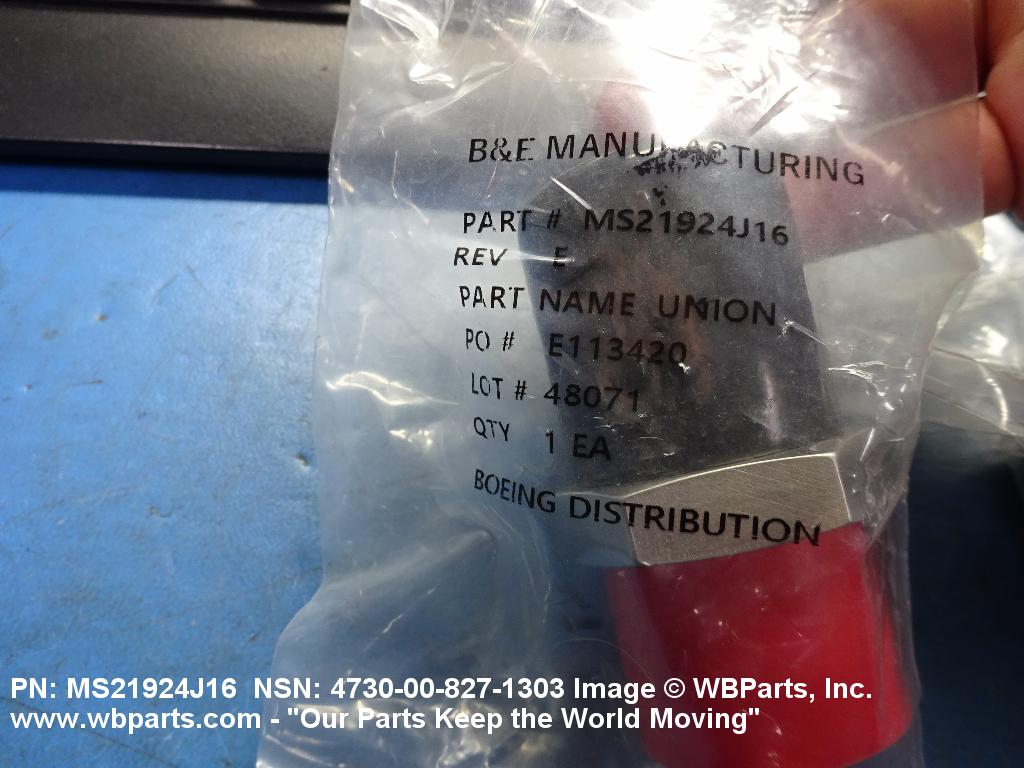 B&E MANUFACTURING
PART # MS21924J16
REV E
PART NAME UNION
PO # E113420
LOT # 48071
QTY 1 EA
BOEING DISTRIBUTION
PN: MS21924J16 NSN: 4730-00-827-1303 Image © WBParts, Inc.
www.wbparts.com - "Our Parts Keep the World Moving"